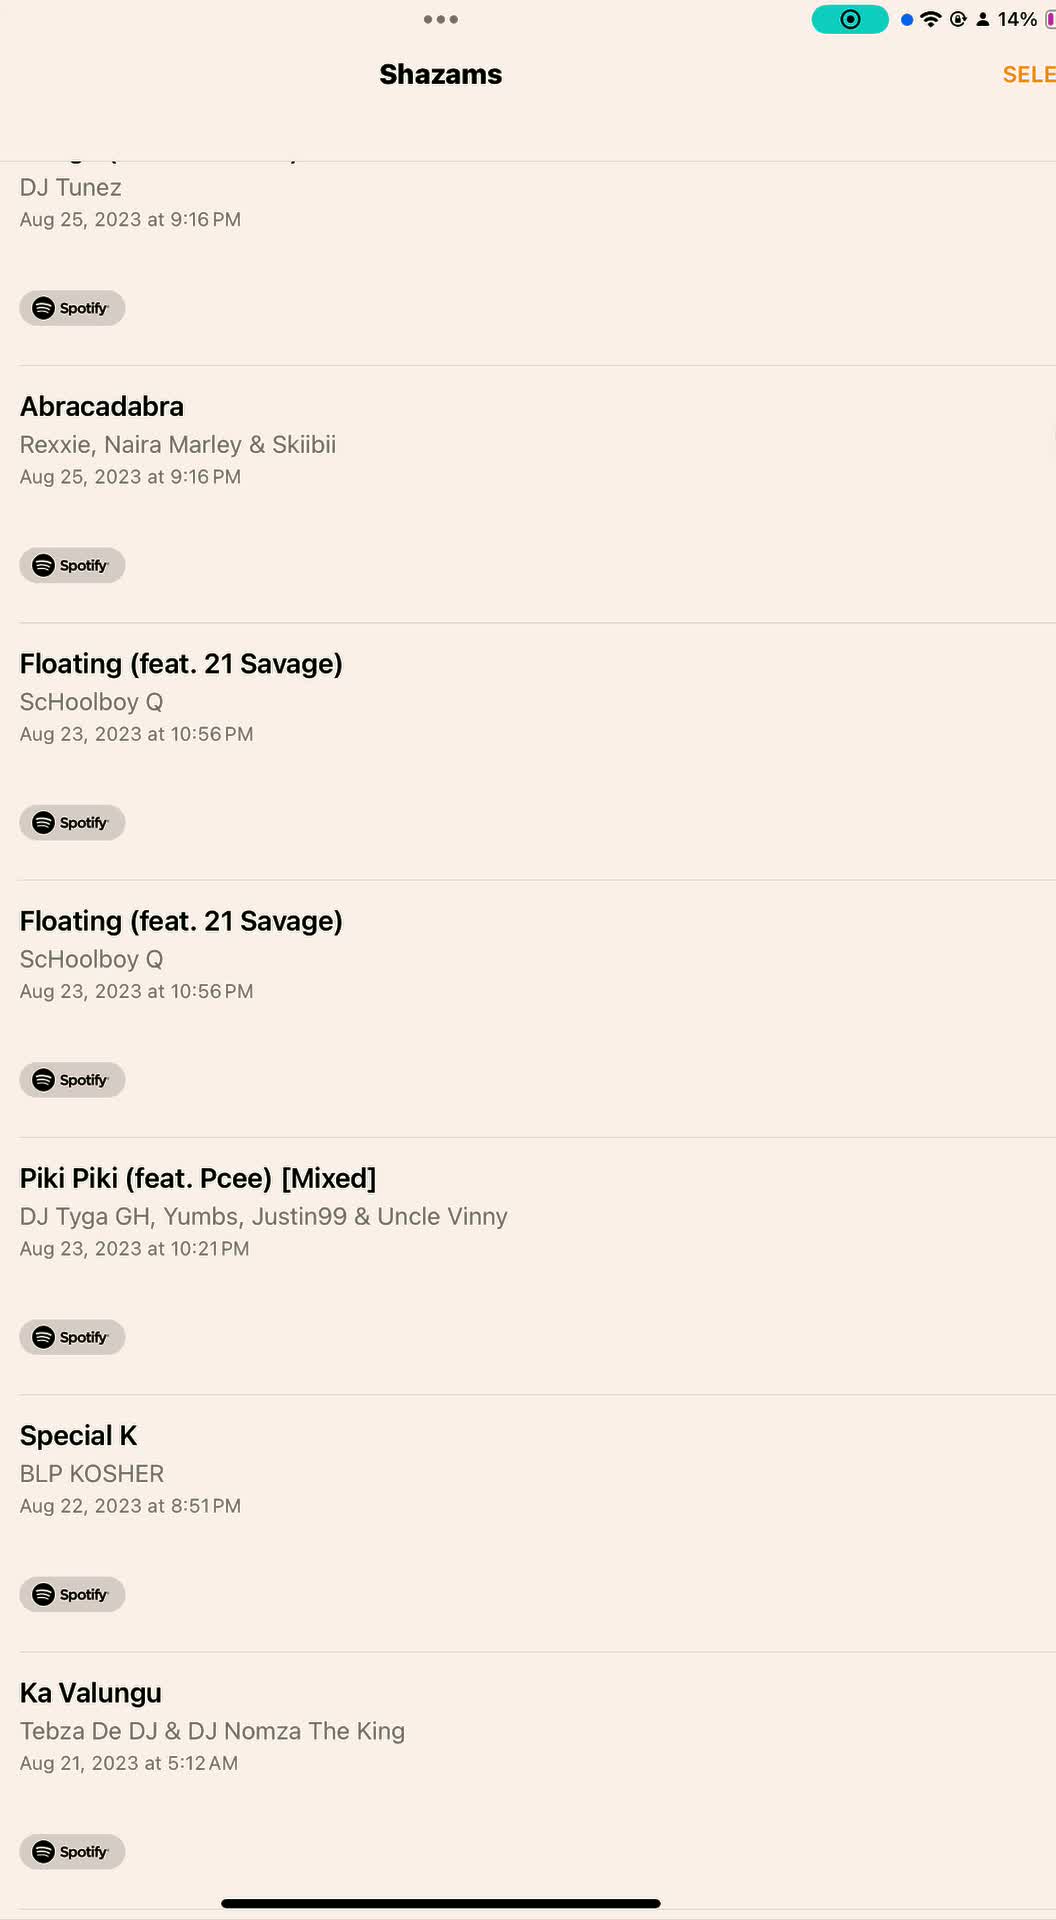 14%
Shazams
SELE
DJ Tunez
Aug 25, 2023 at 9:16 PM
Spotify
Abracadabra
Rexxie, Naira Marley & Skiibii
Aug 25, 2023 at 9:16 PM
Spotify
Floating (feat. 21 Savage)
ScHoolboy Q
Aug 23, 2023 at 10:56 PM
Spotify
Floating (feat. 21 Savage)
ScHoolboy Q
Aug 23, 2023 at 10:56 PM
Spotify
Piki Piki (feat. Pcee) [Mixed]
DJ Tyga GH, Yumbs, Justin99 & Uncle Vinny
Aug 23, 2023 at 10:21 PM
Spotify
Special K
BLP KOSHER
Aug 22, 2023 at 8:51 PM
Spotify
Ka Valungu
Tebza De DJ & DJ Nomza The King
Aug 21, 2023 at 5:12 AM
Spotify